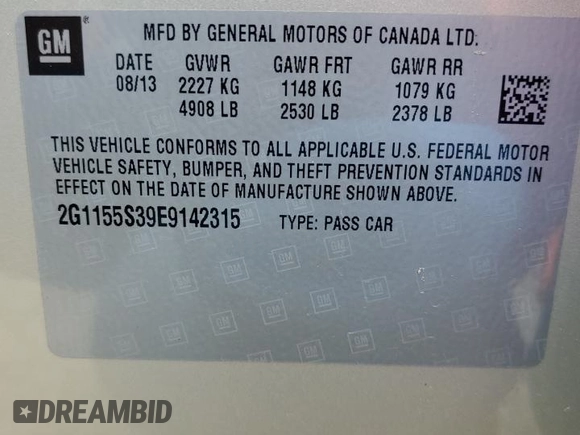 GM
MFD BY GENERAL MOTORS OF CANADA LTD.
DATE GVWR GAWR FRT GAWR RR
08/13 2227 KG 1148 KG 1079 KG
4908 LB 2530 LB 2378 LB
THIS VEHICLE CONFORMS TO ALL APPLICABLE U.S. FEDERAL MOTOR
VEHICLE SAFETY, BUMPER, AND THEFT PREVENTION STANDARDS IN
EFFECT ON THE DATE OF MANUFACTURE SHOWN ABOVE.
2G1155S39E9142315 TYPE: PASS CAR
DREAMBID